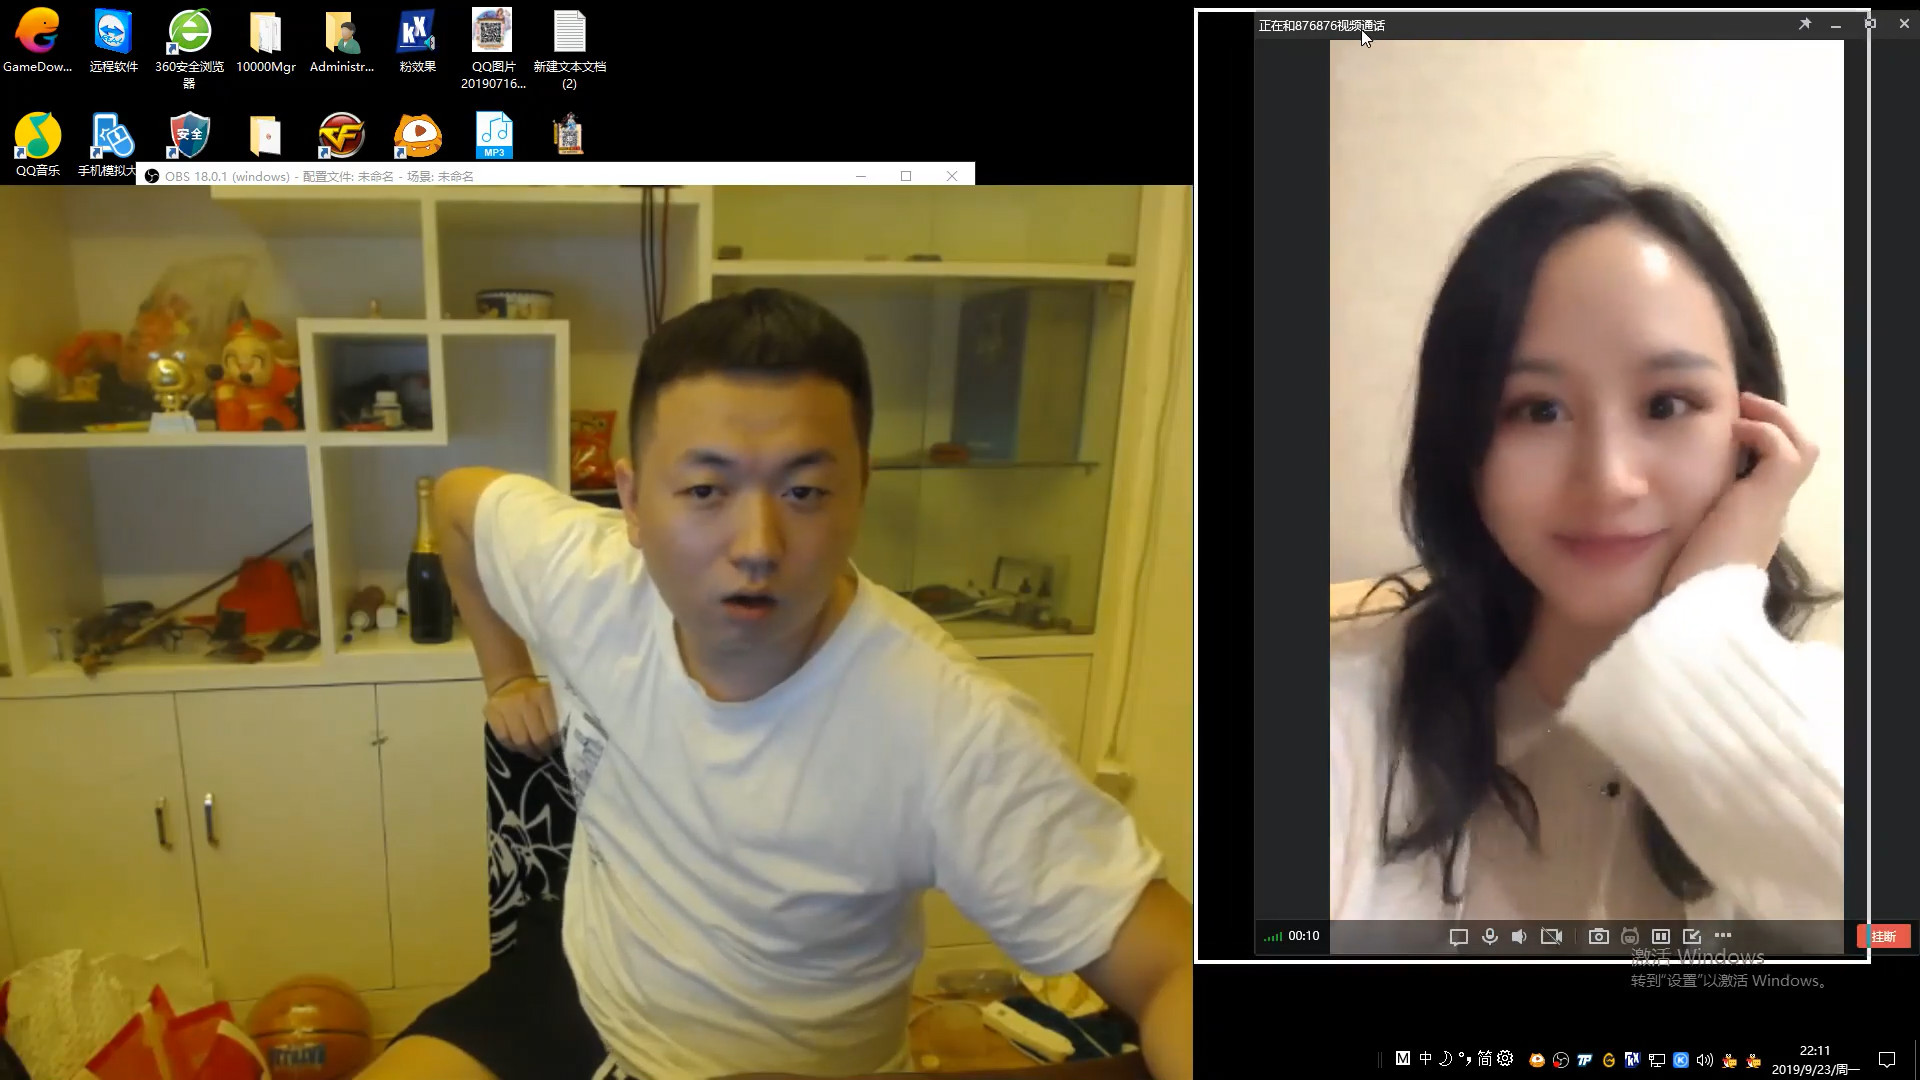 GameDow...
远程软件
360安全浏览
器
10000Mgr
Administr...
粉效果
QQ图片
20190716...
新建文本文档
(2)
KX
安全
CF
MP3
QQ音乐
手机模拟大
OBS 18.0.1 (windows) - 配置文件: 未命名 - 场景: 未命名
正在和876876视频通话
00:10
挂断
激活 Windows
转到"设置"以激活 Windows。
M 中 简
22:11
2019/9/23/周一